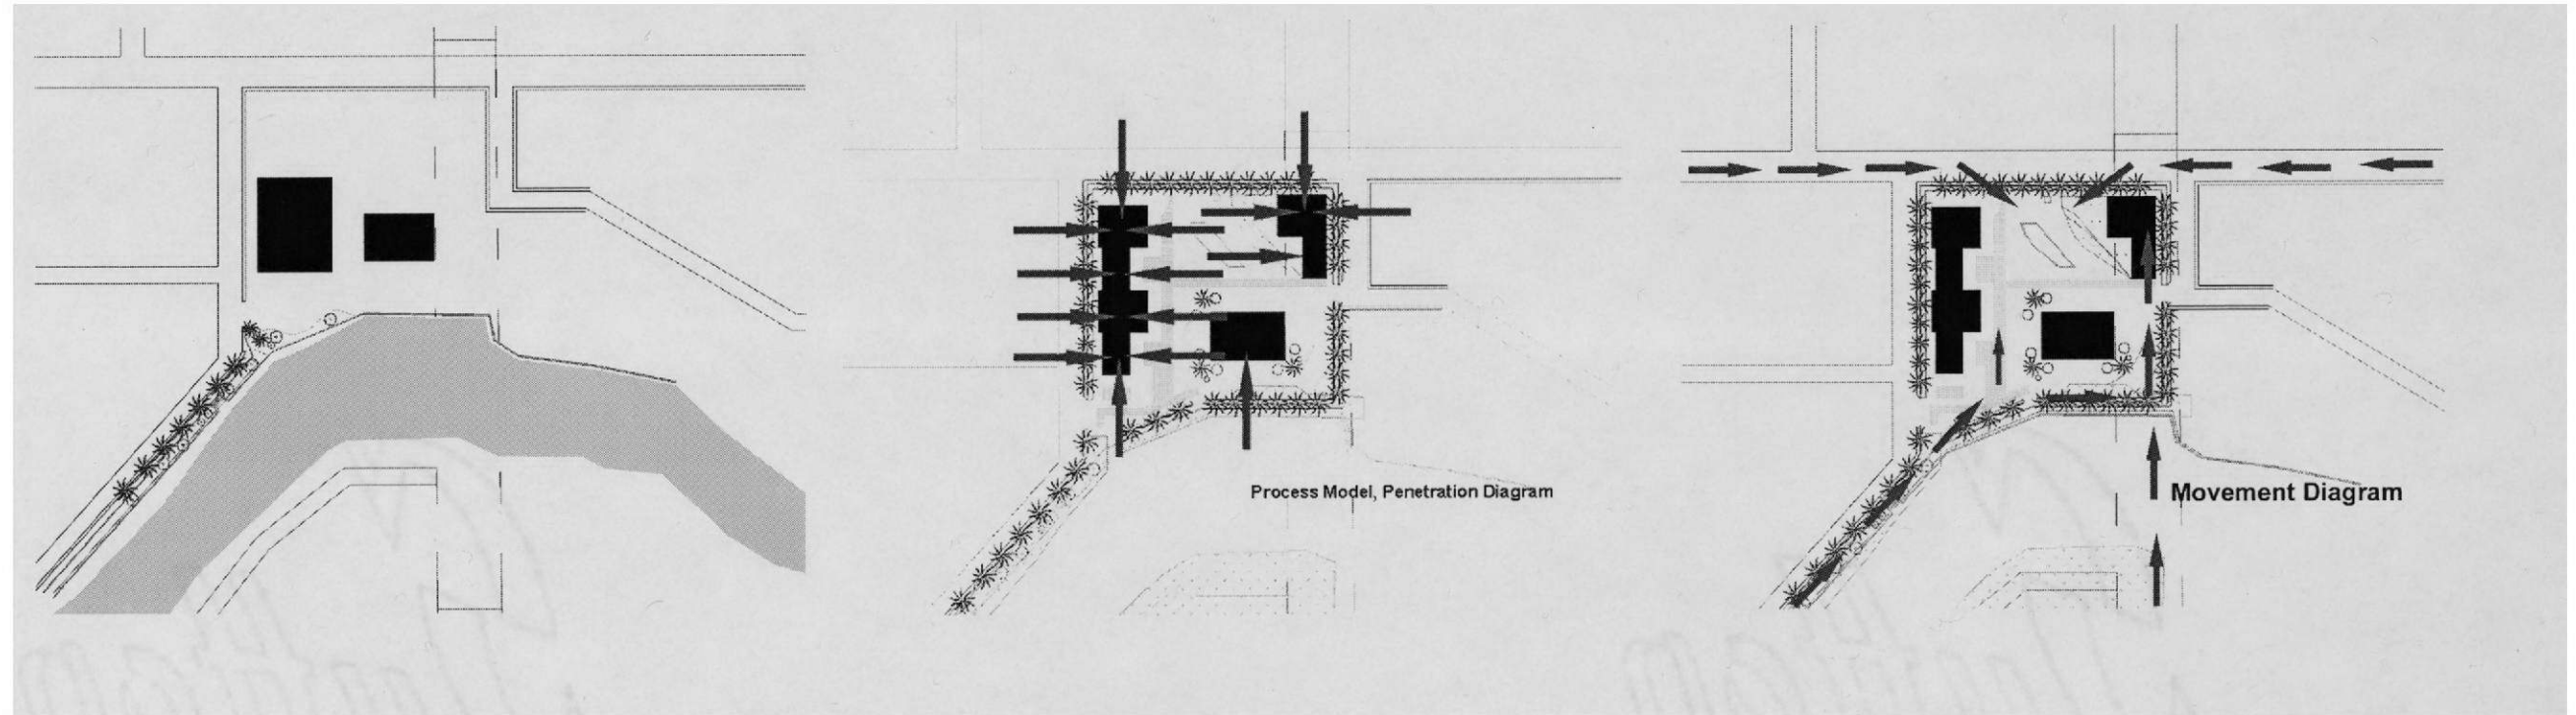 Process Model, Penetration Diagram
Movement Diagram